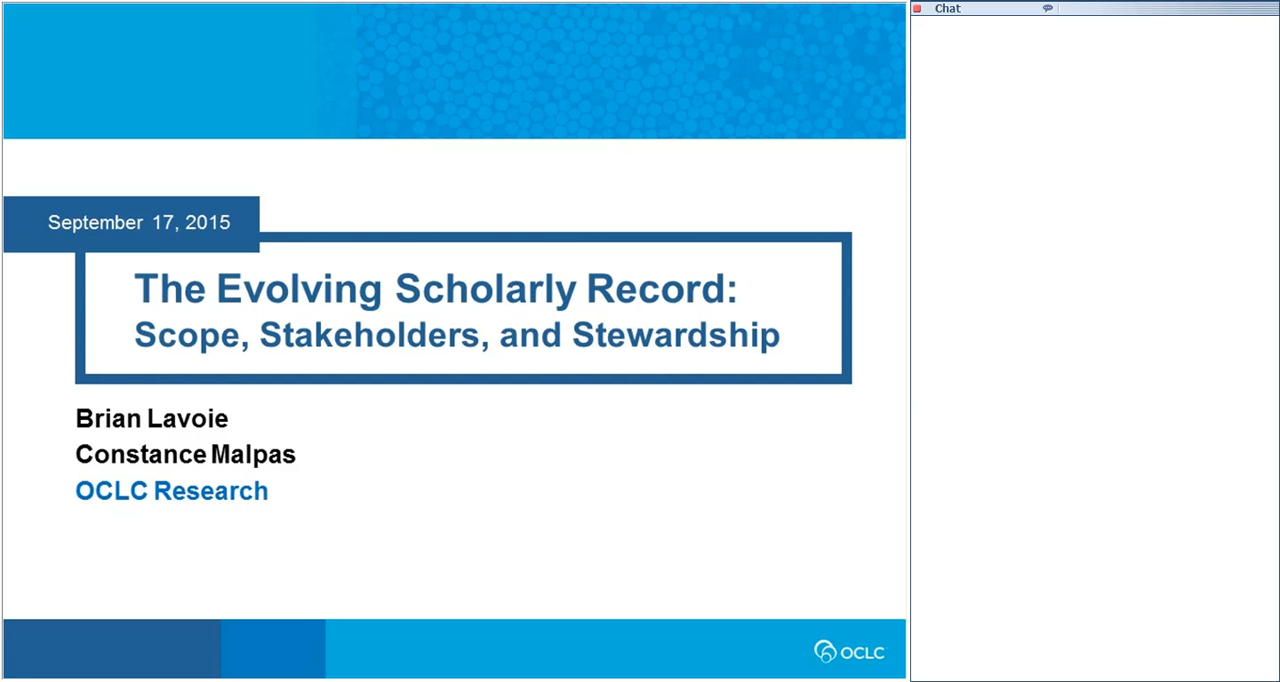 Chat
September 17, 2015
The Evolving Scholarly Record:
Scope, Stakeholders, and Stewardship
Brian Lavoie
Constance Malpas
OCLC Research
OCLC